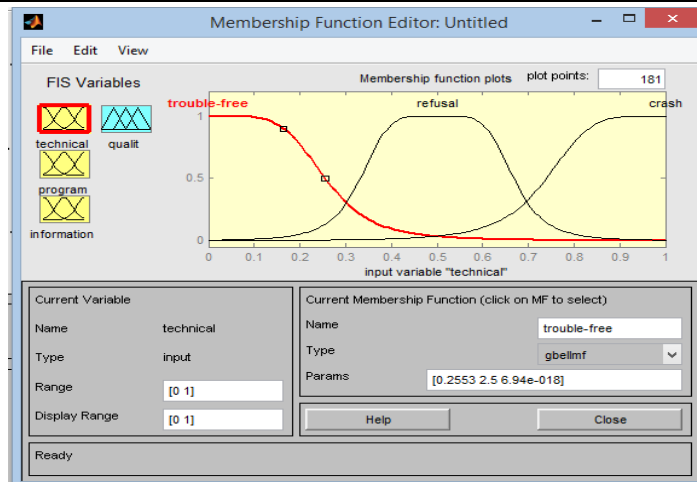 Membership Function Editor: Untitled
File Edit View
FIS Variables
technical qualit
program
information
Membership function plots plot points: 181
trouble-free refusal crash
1
0.5
0
0 0.1 0.2 0.3 0.4 0.5 0.6 0.7 0.8 0.9 1
input variable "technical"
Current Variable
Name technical
Type input
Range [0 1]
Display Range [0 1]
Current Membership Function (click on MF to select)
Name trouble-free
Type gbellmf
Params [0.2553 2.5 6.94e-018]
Help Close
Ready